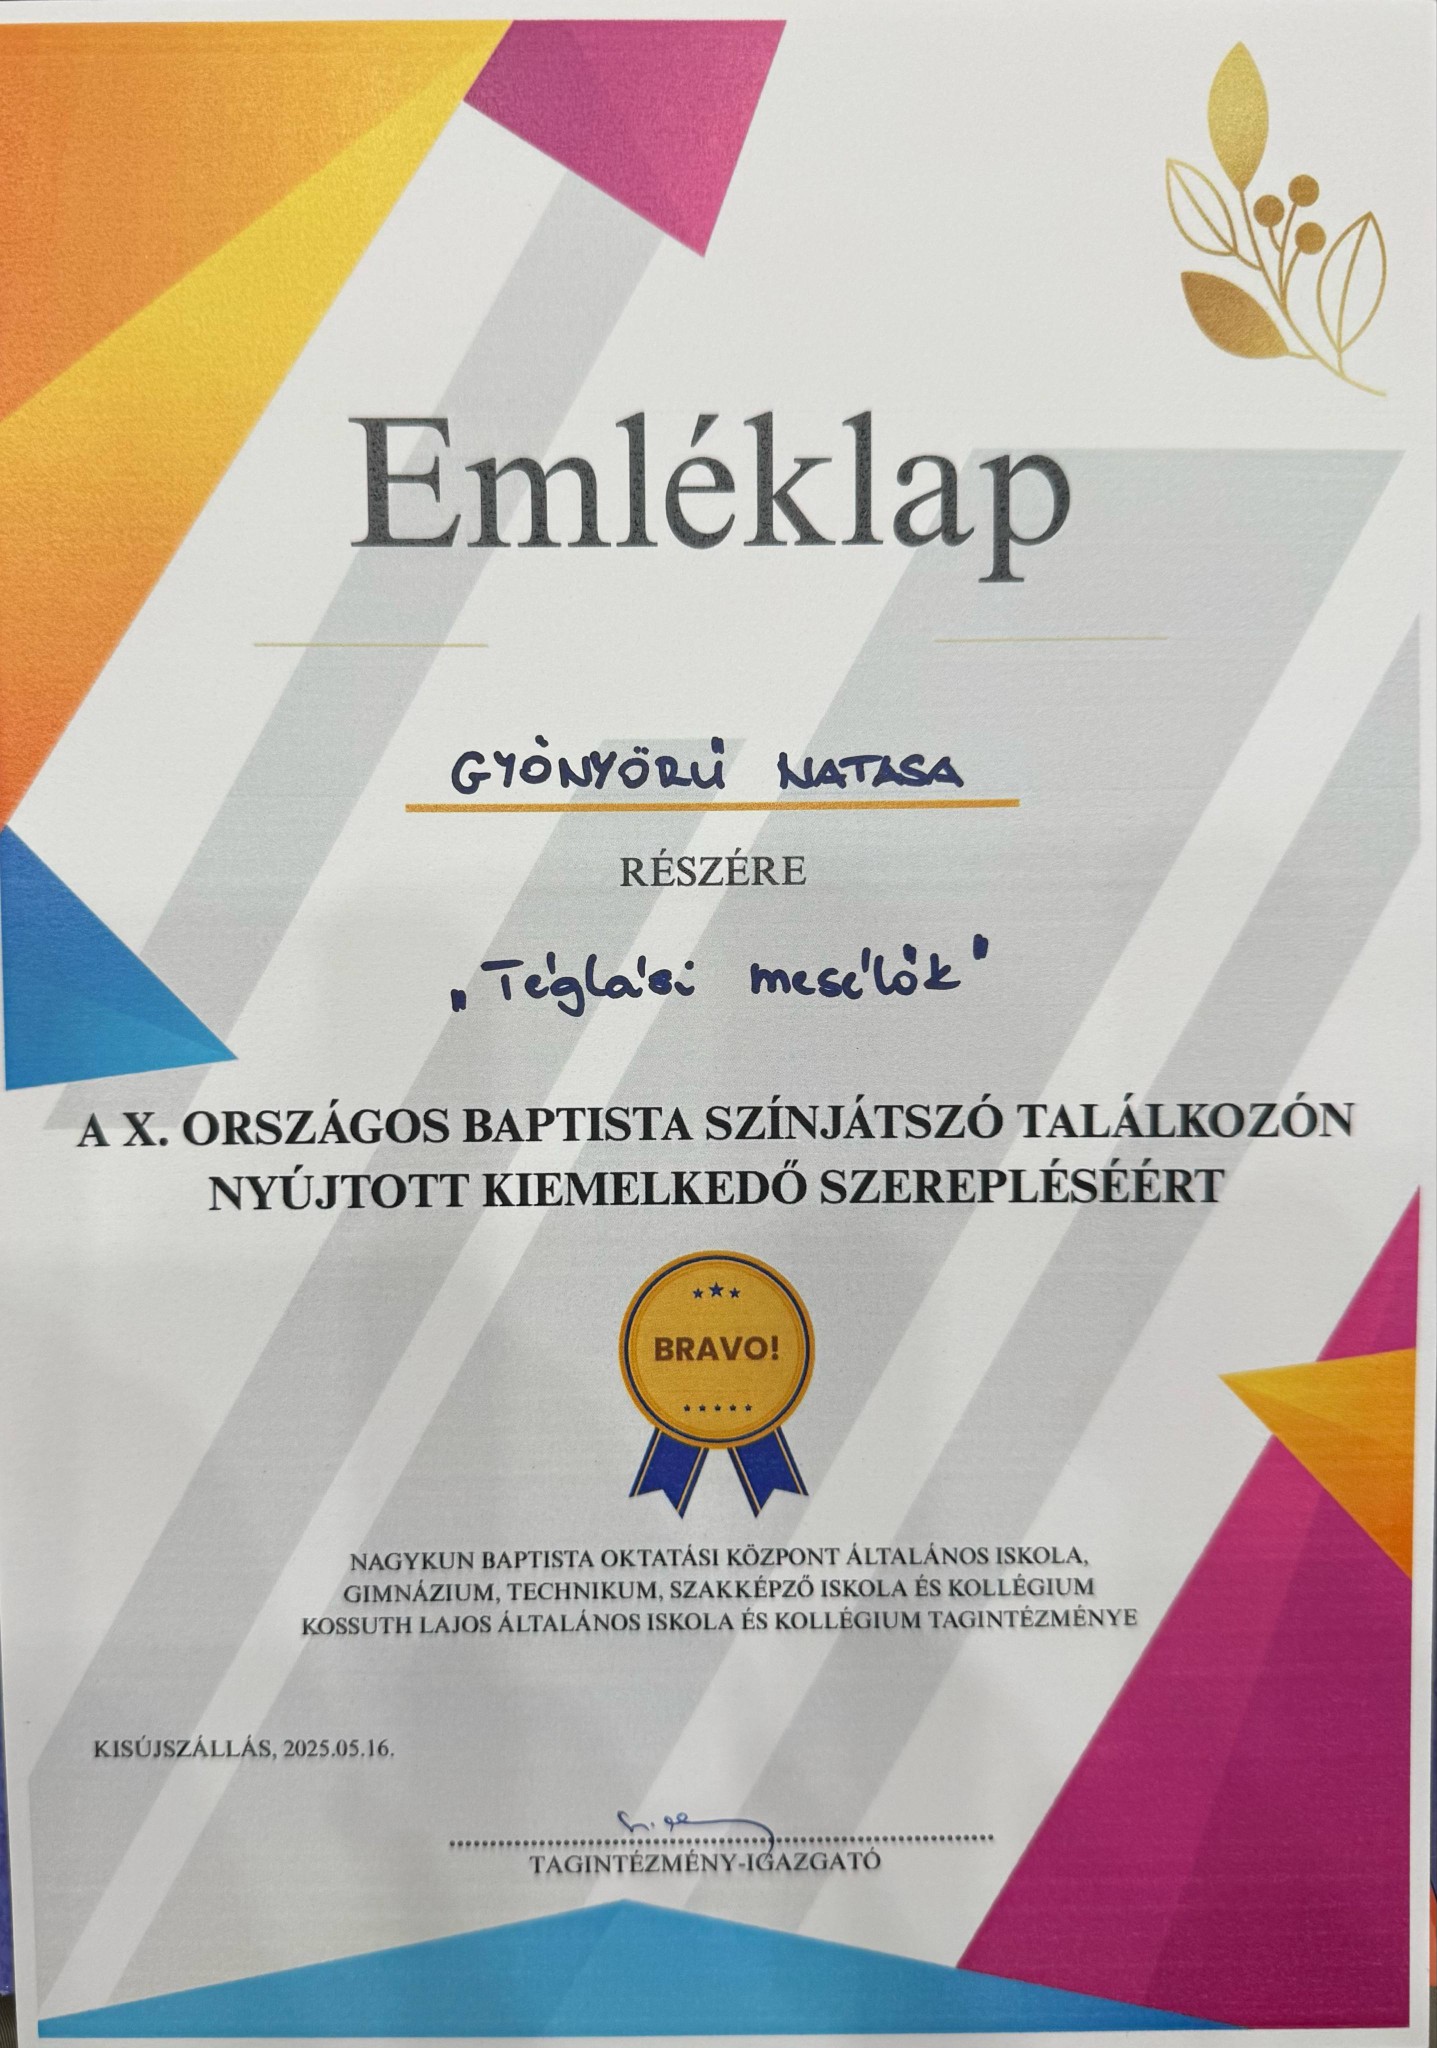 Emléklap
GYÖNYÖRŰ NATASA
RÉSZÉRE
„Téglási mesélők"
A X. ORSZÁGOS BAPTISTA SZÍNJÁTSZÓ TALÁLKOZÓN
NYÚJTOTT KIEMELKEDŐ SZEREPLÉSÉÉRT
BRAVO!
NAGYKUN BAPTISTA OKTATÁSI KÖZPONT ÁLTALÁNOS ISKOLA,
GIMNÁZIUM, TECHNIKUM, SZAKKÉPZŐ ISKOLA ÉS KOLLÉGIUM
KOSSUTH LAJOS ÁLTALÁNOS ISKOLA ÉS KOLLÉGIUM TAGINTÉZMÉNYE
KISÚJSZÁLLÁS, 2025.05.16.
TAGINTÉZMÉNY-IGAZGATÓ